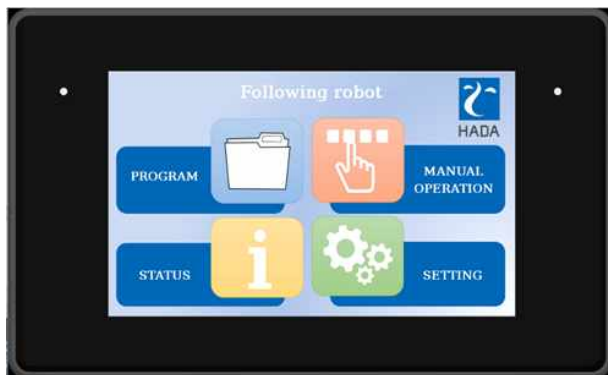 Following robot
HADA
PROGRAM
MANUAL
OPERATION
STATUS
SETTING